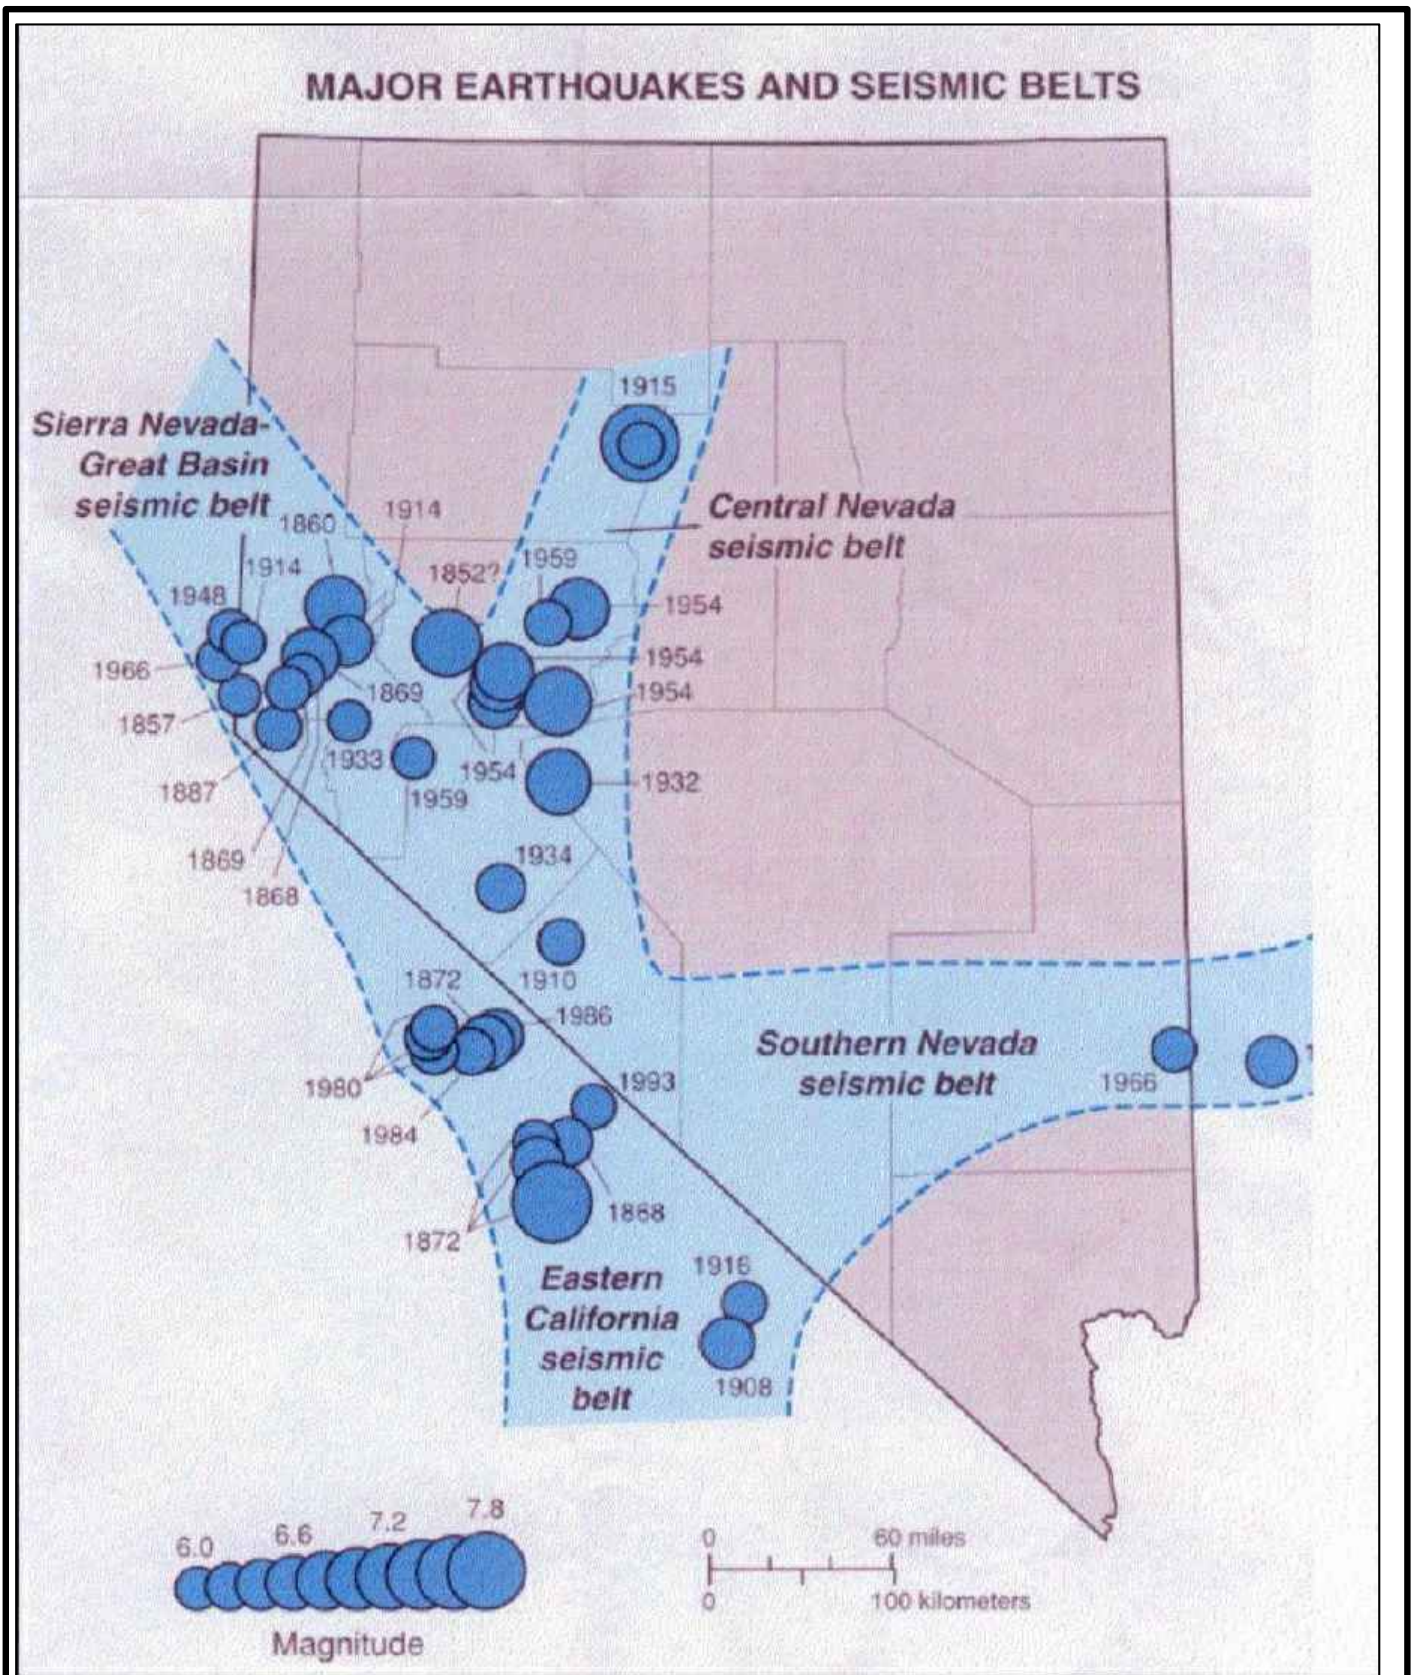 MAJOR EARTHQUAKES AND SEISMIC BELTS
1915
Sierra Nevada-
Great Basin
seismic belt
Central Nevada
seismic belt
1860
1914
1914
1948
1852?
1959
1954
1966
1954
1869
1954
1857
1933
1954
1932
1887
1959
1869
1934
1868
1872
1910
1986
Southern Nevada
seismic belt
1980
1993
1966
1
1984
1868
1872
1916
Eastern
California
seismic
belt
1908
6.0
6.6
7.2
7.8
Magnitude
0
60 miles
0
100 kilometers